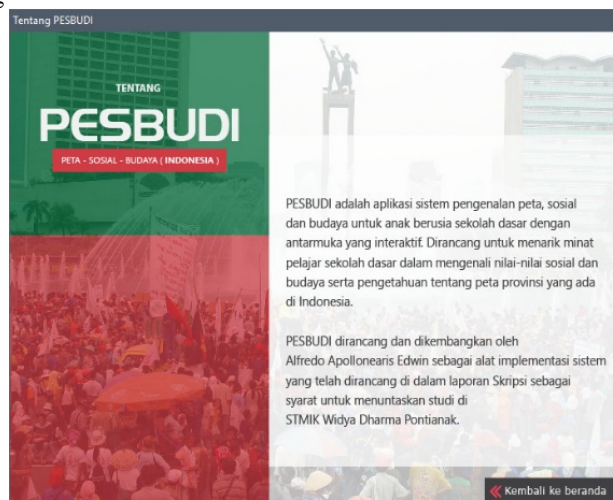 Tentang PESBUDI
TENTANG
PESBUDI
PETA - SOSIAL - BUDAYA ( INDONESIA )
PESBUDI adalah aplikasi sistem pengenalan peta, sosial
dan budaya untuk anak berusia sekolah dasar dengan
antarmuka yang interaktif. Dirancang untuk menarik minat
pelajar sekolah dasar dalam mengenali nilai-nilai sosial dan
budaya serta pengetahuan tentang peta provinsi yang ada
di Indonesia.
PESBUDI dirancang dan dikembangkan oleh
Alfredo Apollonearis Edwin sebagai alat implementasi sistem
yang telah dirancang di dalam laporan Skripsi sebagai
syarat untuk menuntaskan studi di
STMIK Widya Dharma Pontianak.
Kembali ke beranda